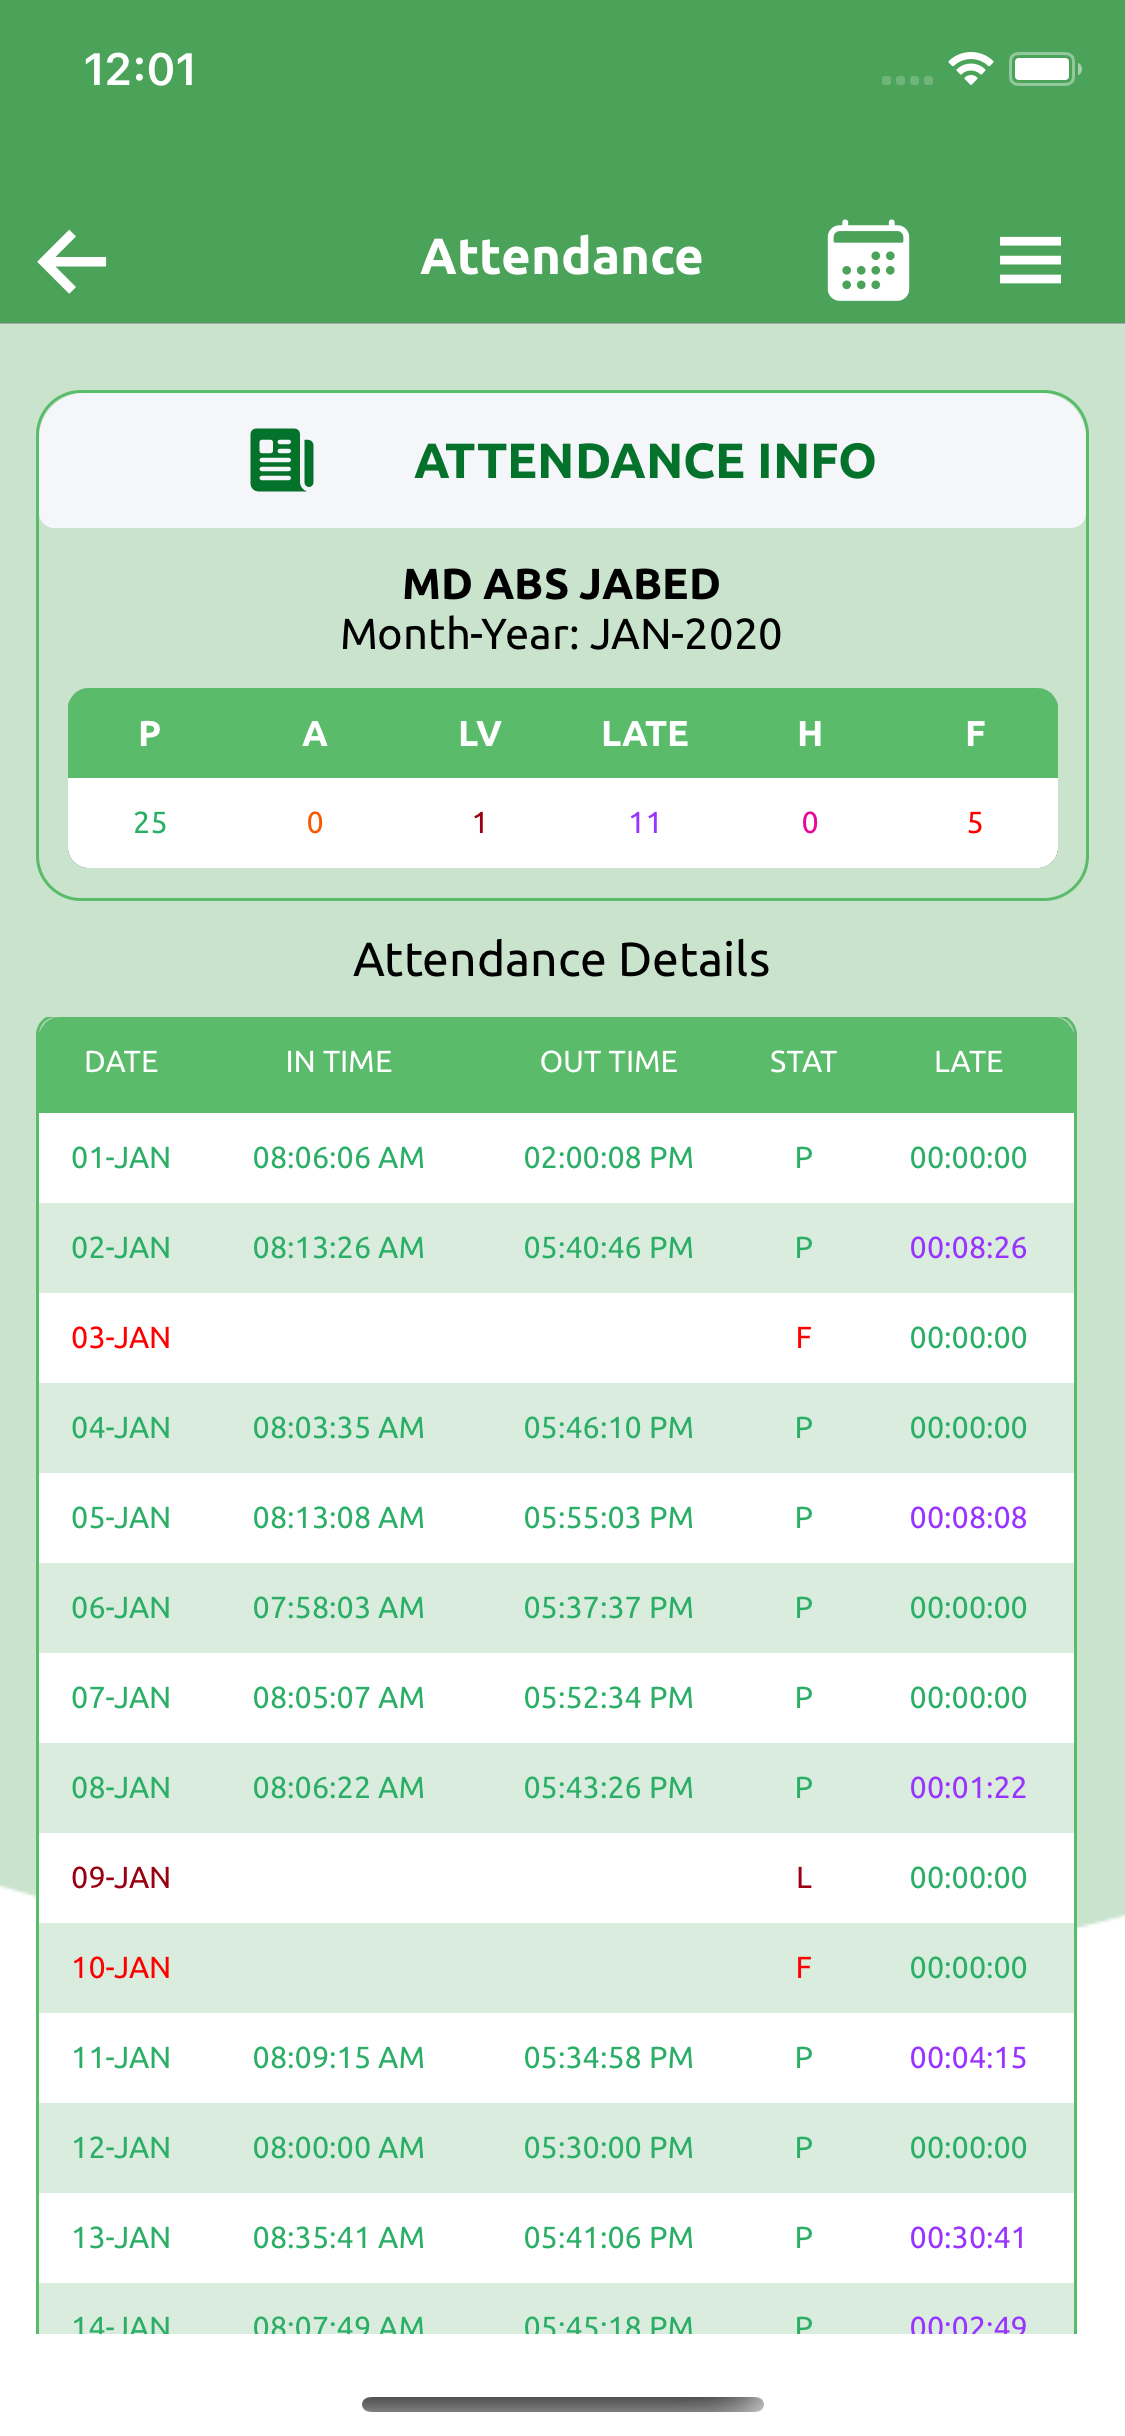 12:01
Attendance
ATTENDANCE INFO
MD ABS JABED
Month-Year: JAN-2020
P A LV LATE H F
25 0 1 11 0 5
Attendance Details
DATE IN TIME OUT TIME STAT LATE
01-JAN 08:06:06 AM 02:00:08 PM P 00:00:00
02-JAN 08:13:26 AM 05:40:46 PM P 00:08:26
03-JAN F 00:00:00
04-JAN 08:03:35 AM 05:46:10 PM P 00:00:00
05-JAN 08:13:08 AM 05:55:03 PM P 00:08:08
06-JAN 07:58:03 AM 05:37:37 PM P 00:00:00
07-JAN 08:05:07 AM 05:52:34 PM P 00:00:00
08-JAN 08:06:22 AM 05:43:26 PM P 00:01:22
09-JAN L 00:00:00
10-JAN F 00:00:00
11-JAN 08:09:15 AM 05:34:58 PM P 00:04:15
12-JAN 08:00:00 AM 05:30:00 PM P 00:00:00
13-JAN 08:35:41 AM 05:41:06 PM P 00:30:41
14-JAN 08:07:49 AM 05:45:18 PM P 00:02:49